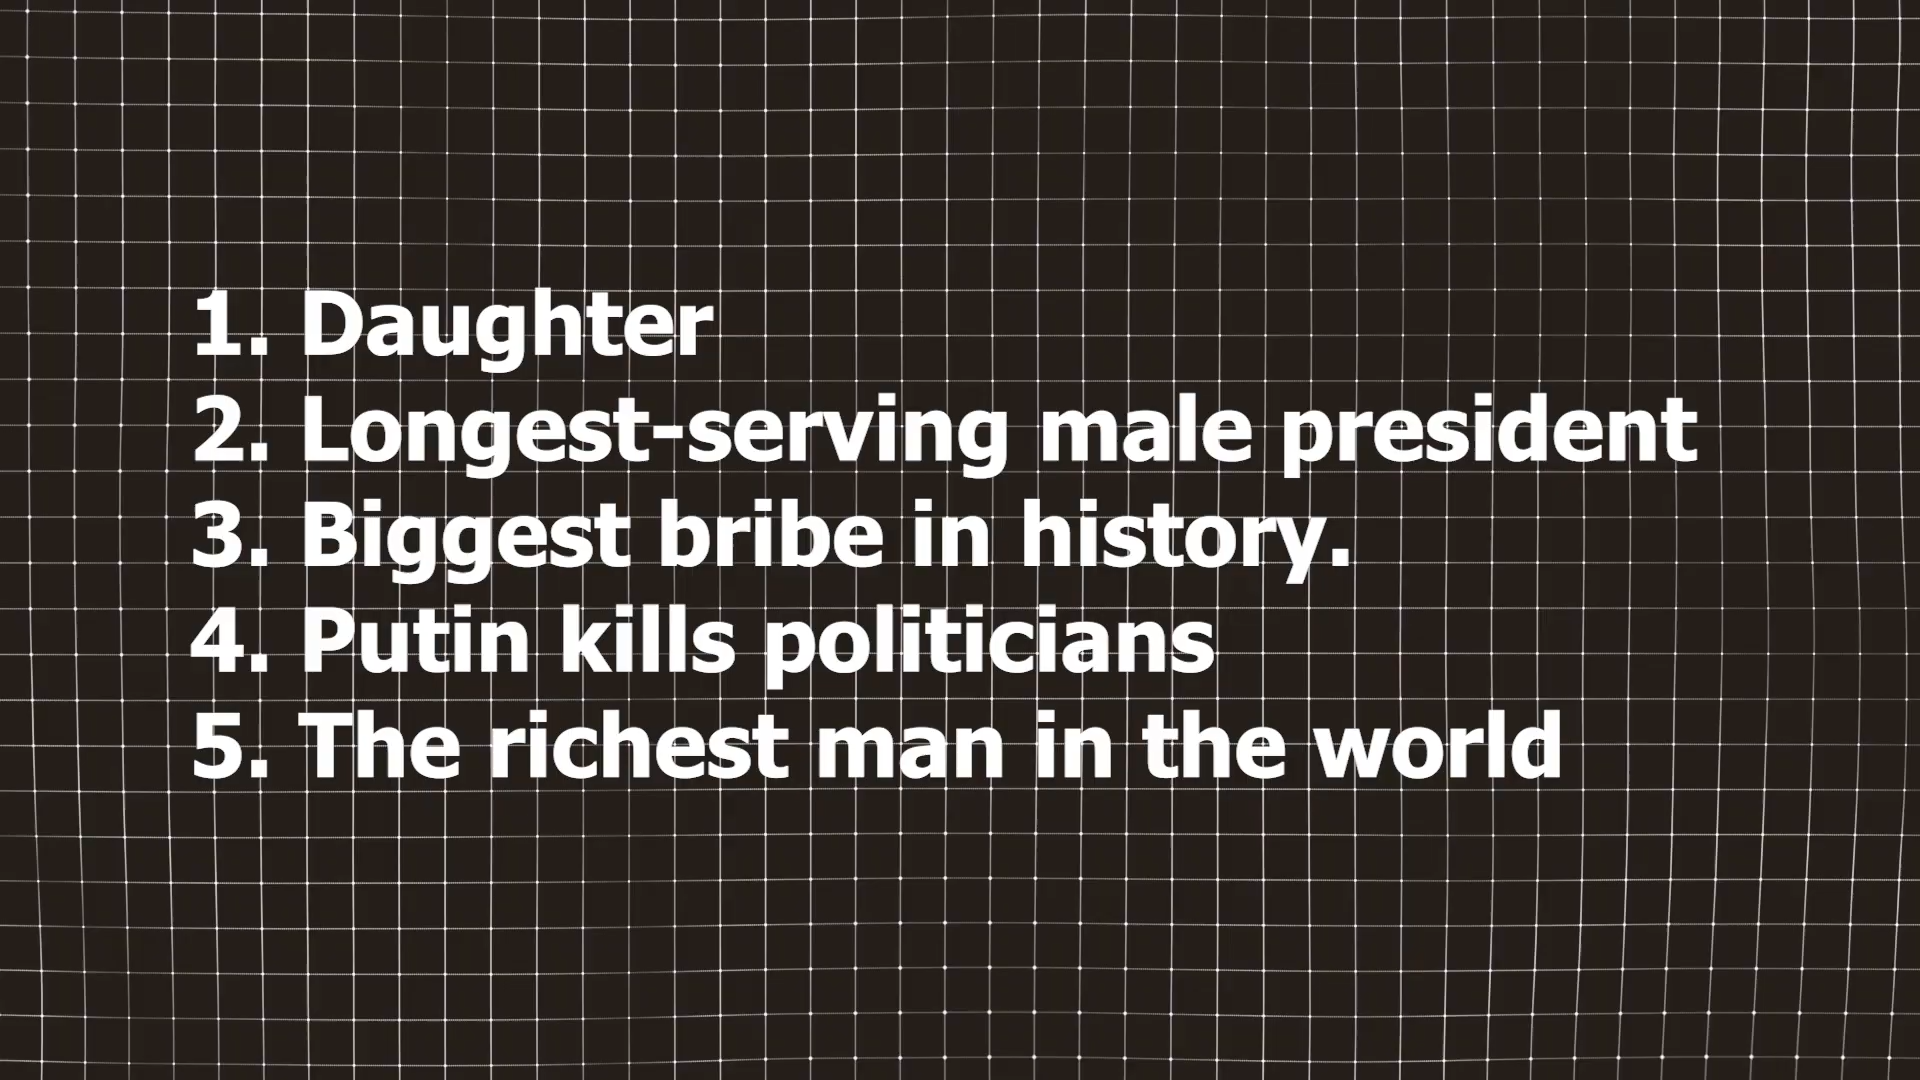 1. Daughter
2. Longest-serving male president
3. Biggest bribe in history.
4. Putin kills politicians
5. The richest man in the world